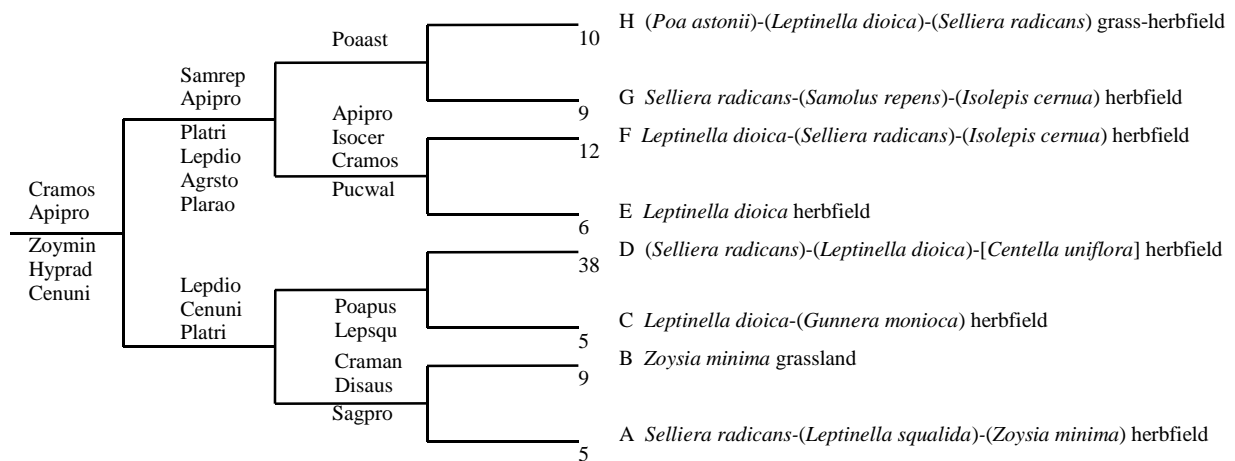 H (Poa astonii)-(Leptinella dioica)-(Selliera radicans) grass-herbfield
Poaast
10
Samrep
Apipro
G Selliera radicans-(Samolus repens)-(Isolepis cernua) herbfield
9
Apipro
Isocer
Cramos
Platri
Lepdio
Agrsto
Plarao
F Leptinella dioica-(Selliera radicans)-(Isolepis cernua) herbfield
12
Pucwal
Cramos
Apipro
E Leptinella dioica herbfield
6
Zoymin
Hyprad
Cenuni
D (Selliera radicans)-(Leptinella dioica)-[Centella uniflora] herbfield
38
Lepdio
Cenuni
Platri
Poapus
Lepsqu
C Leptinella dioica-(Gunnera monioca) herbfield
5
Craman
Disaus
B Zoysia minima grassland
9
Sagpro
A Selliera radicans-(Leptinella squalida)-(Zoysia minima) herbfield
5